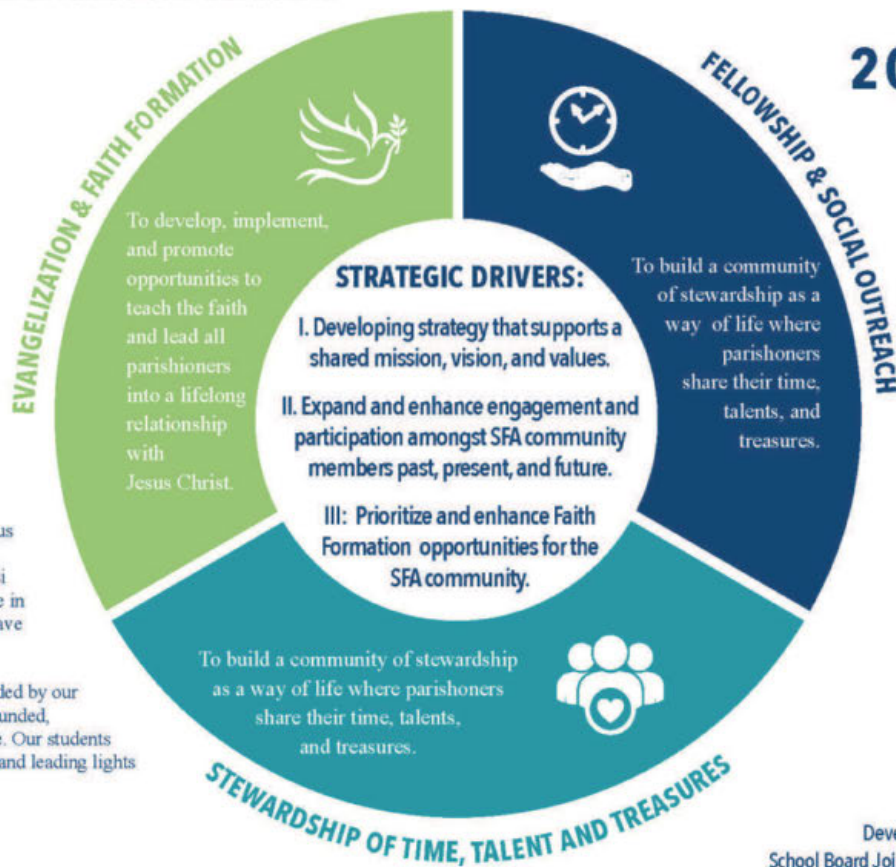 EVANGELIZATION & FAITH FORMATION
To develop, implement,
and promote
opportunities to
teach the faith
and lead all
parishioners
into a lifelong
relationship
with
Jesus Christ.
FELLOWSHIP & SOCIAL OUTREACH
To build a community
of stewardship as a
way of life where
parishoners
share their time,
talents, and
treasures.
STRATEGIC DRIVERS:
I. Developing strategy that supports a
shared mission, vision, and values.
II. Expand and enhance engagement and
participation amongst SFA community
members past, present, and future.
III: Prioritize and enhance Faith
Formation opportunities for the
SFA community.
To build a community of stewardship
as a way of life where parishoners
share their time, talents,
and treasures.
STEWARDSHIP OF TIME, TALENT AND TREASURES
20
us
i
e in
ave
ded by our
unded,
e. Our students
and leading lights
Deve
School Board Joi